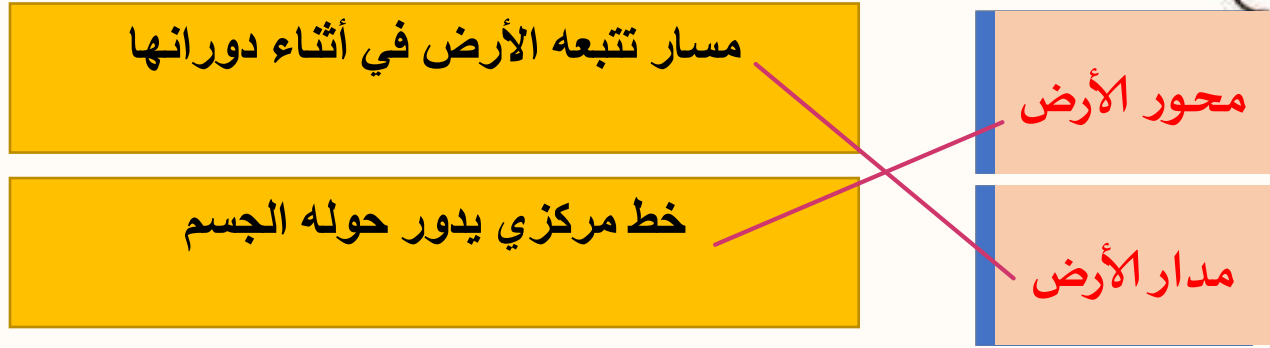 محور الأرض
مسار تتبعه الأرض في أثناء دورانها
مدار الأرض
خط مركزي يدور حوله الجسم